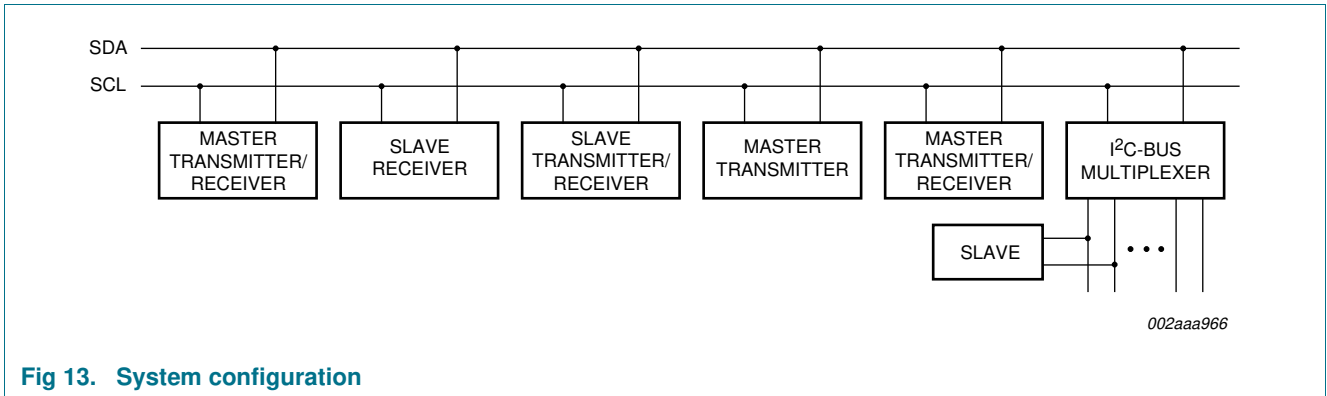 SDA
SCL
MASTER
TRANSMITTER/
RECEIVER
SLAVE
RECEIVER
SLAVE
TRANSMITTER/
RECEIVER
MASTER
TRANSMITTER
MASTER
TRANSMITTER/
RECEIVER
I²C-BUS
MULTIPLEXER
SLAVE
002aaa966
Fig 13. System configuration